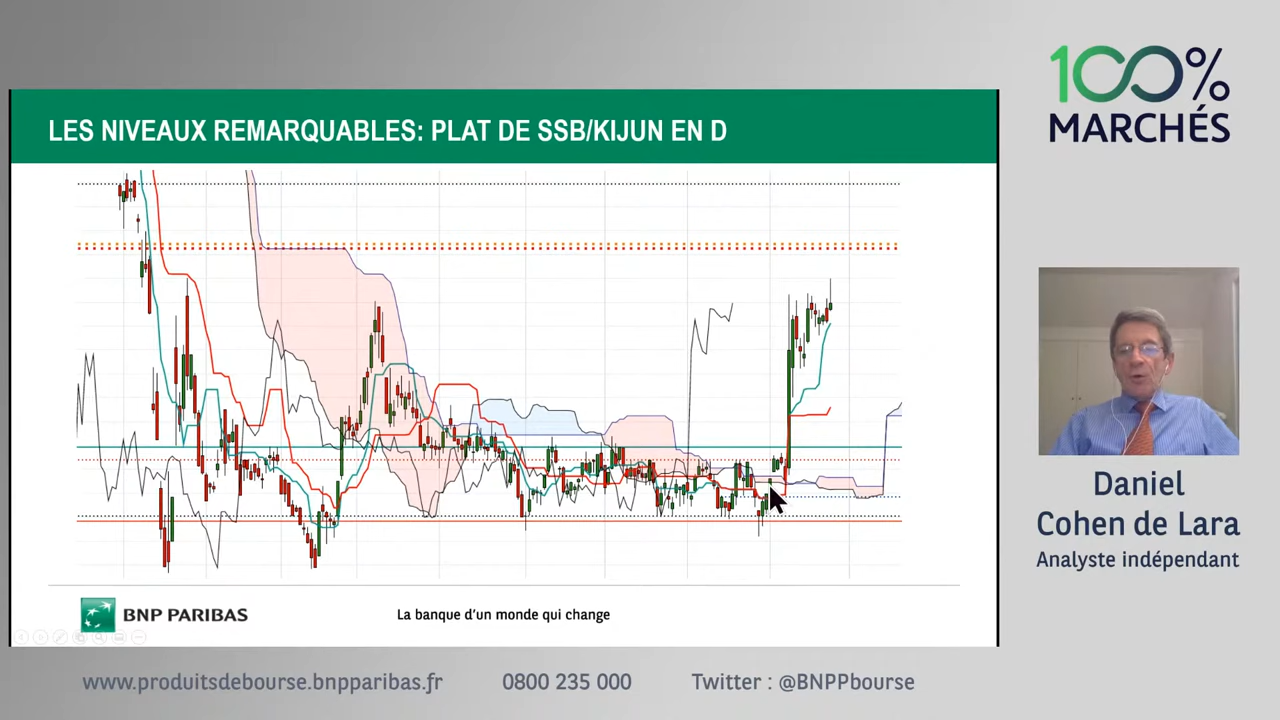 100%
MARCHÉS
LES NIVEAUX REMARQUABLES: PLAT DE SSB/KIJUN EN D
Daniel
Cohen de Lara
Analyste indépendant
BNP PARIBAS
La banque d'un monde qui change
www.produitsdebourse.bnpparibas.fr
0800 235 000
Twitter : @BNPPbourse